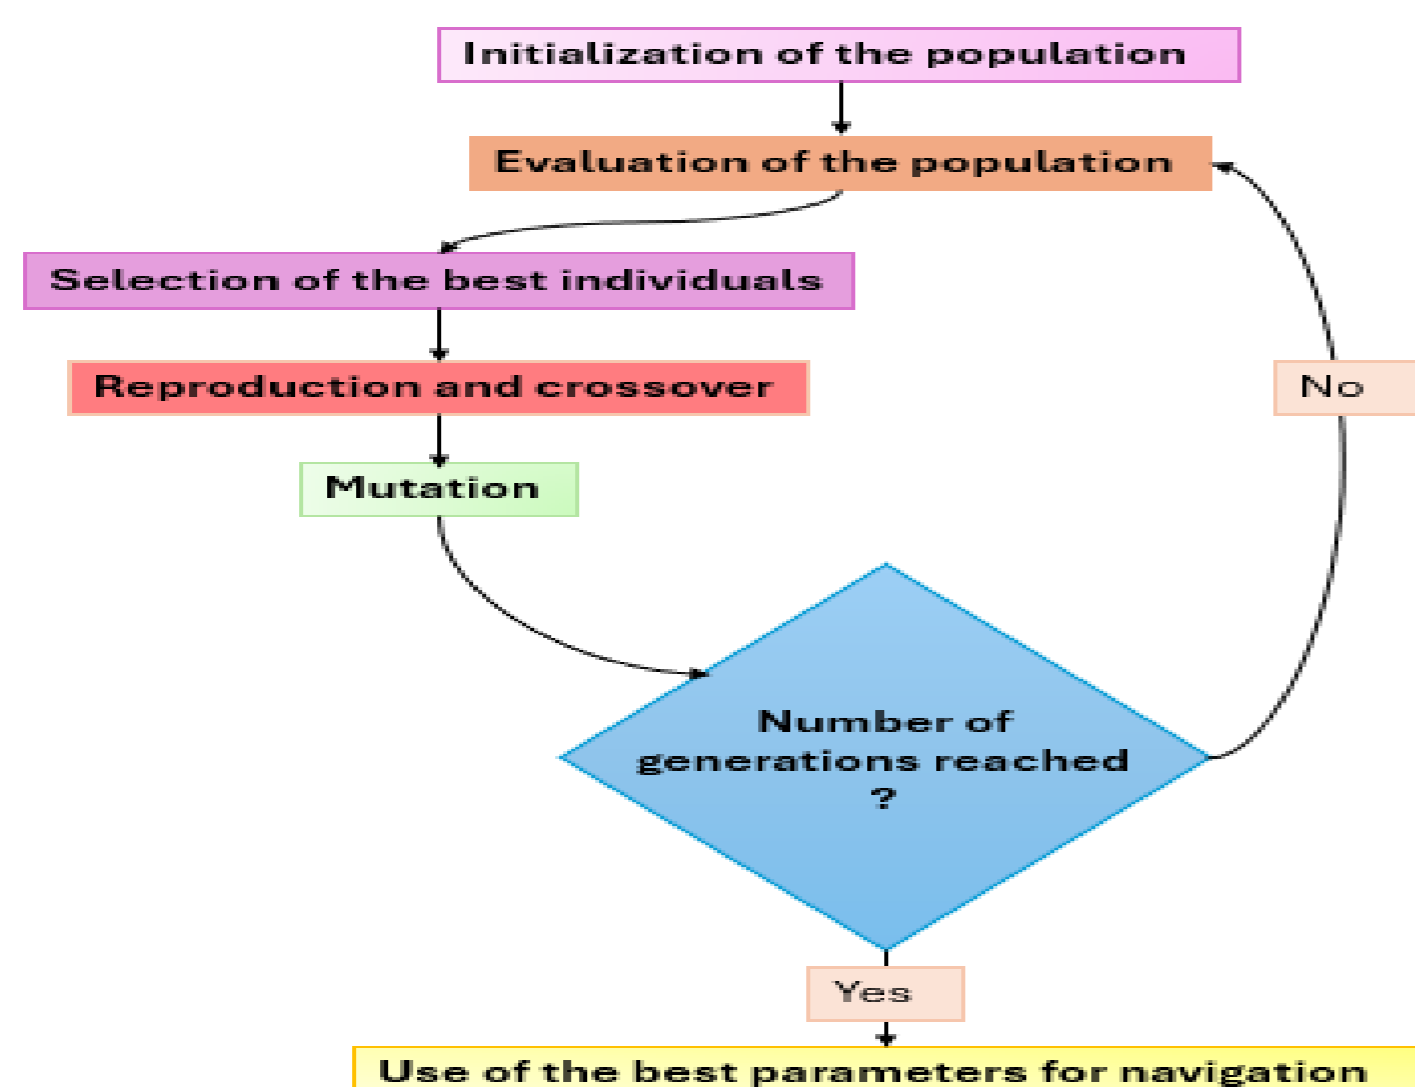 Initialization of the population
Evaluation of the population
Selection of the best individuals
Reproduction and crossover
No
Mutation
Number of
generations reached
?
Yes
Use of the best parameters for navigation